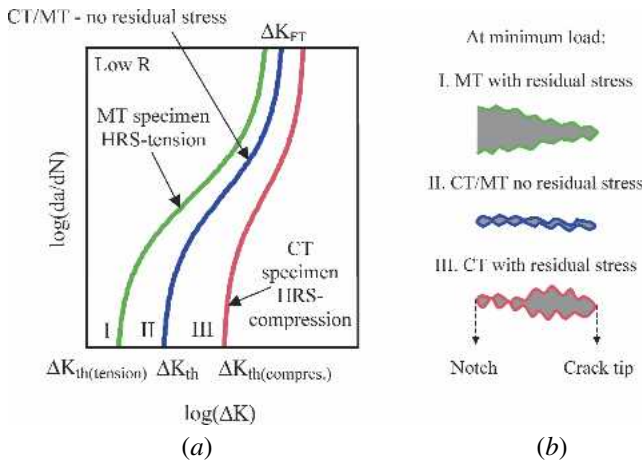 CT/MT - no residual stress
ΔK_FT
Low R
MT specimen
HRS-tension
log(da/dN)
CT
specimen
HRS-
compression
I
II
III
ΔK_th(tension)
ΔK_th
ΔK_th(compres.)
log(ΔK)
(a)
At minimum load:
I. MT with residual stress
II. CT/MT no residual stress
III. CT with residual stress
Notch
Crack tip
(b)